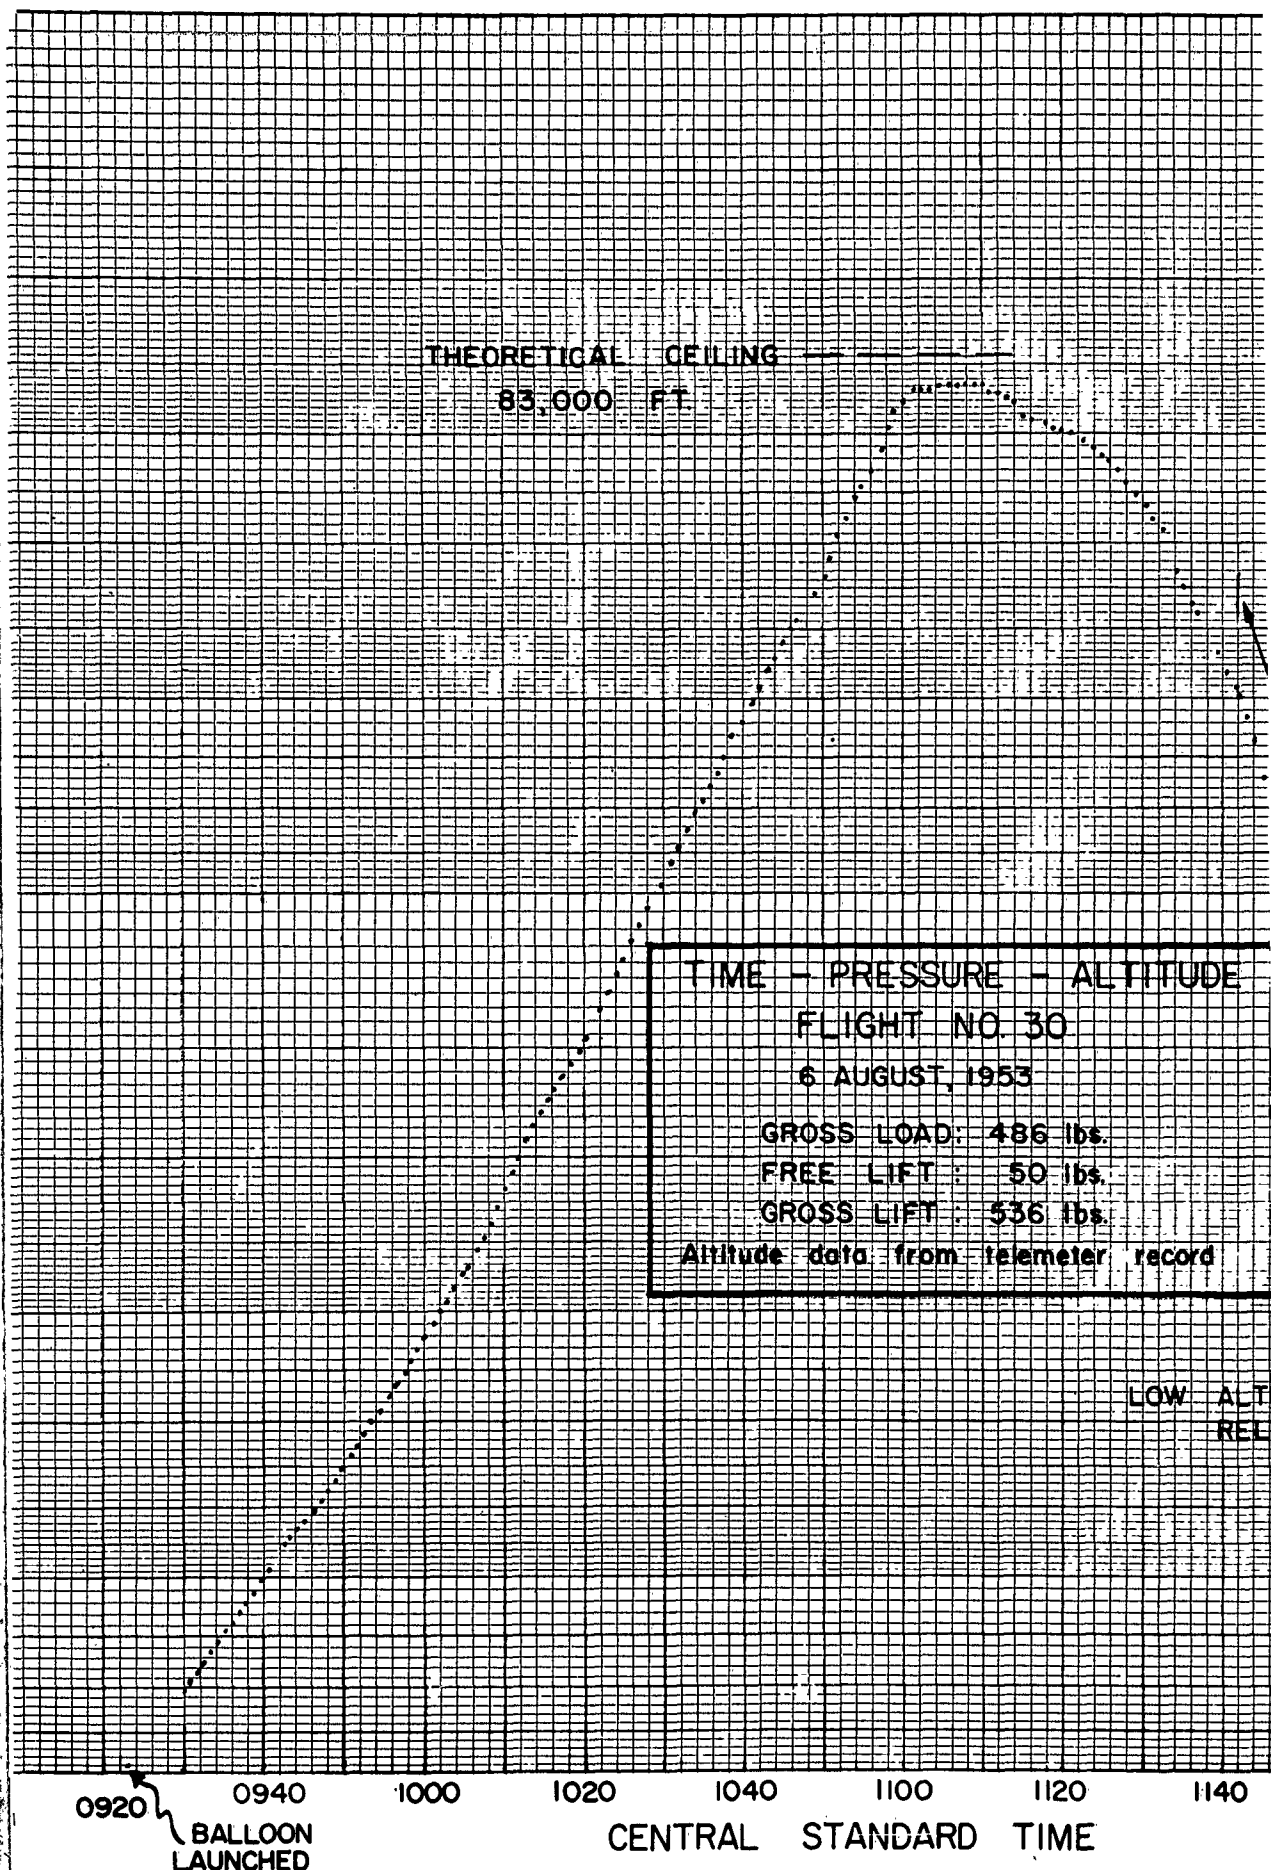 THEORETICAL CEILING
83,000 FT.
TIME - PRESSURE - ALTITUDE
FLIGHT NO. 30
6 AUGUST, 1953
GROSS LOAD: 486 lbs.
FREE LIFT: 50 lbs.
GROSS LIFT: 536 lbs.
Altitude data from telemeter record
LOW ALT
REL
0920 0940 1000 1020 1040 1100 1120 1140
BALLOON
LAUNCHED
CENTRAL STANDARD TIME